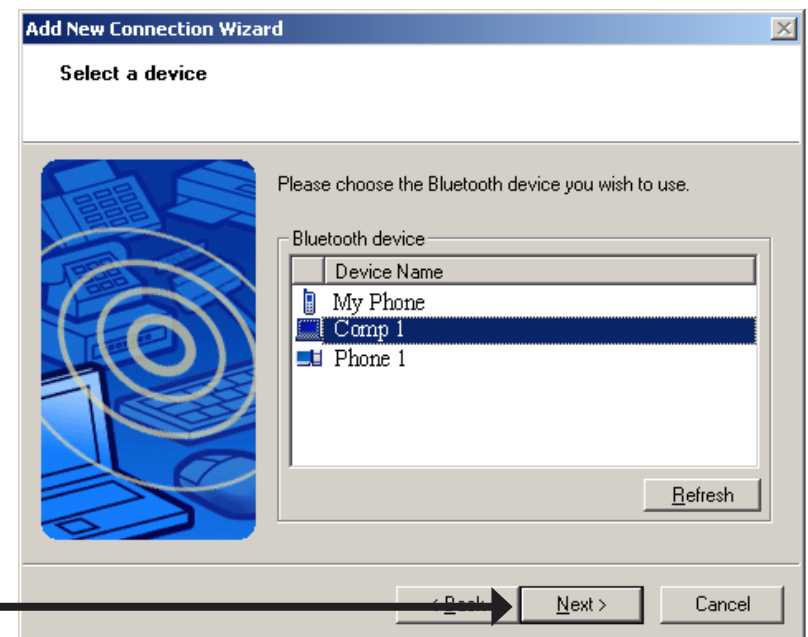 Add New Connection Wizard
Select a device
Please choose the Bluetooth device you wish to use.
Bluetooth device
Device Name
My Phone
Comp 1
Phone 1
Refresh
< Back Next > Cancel